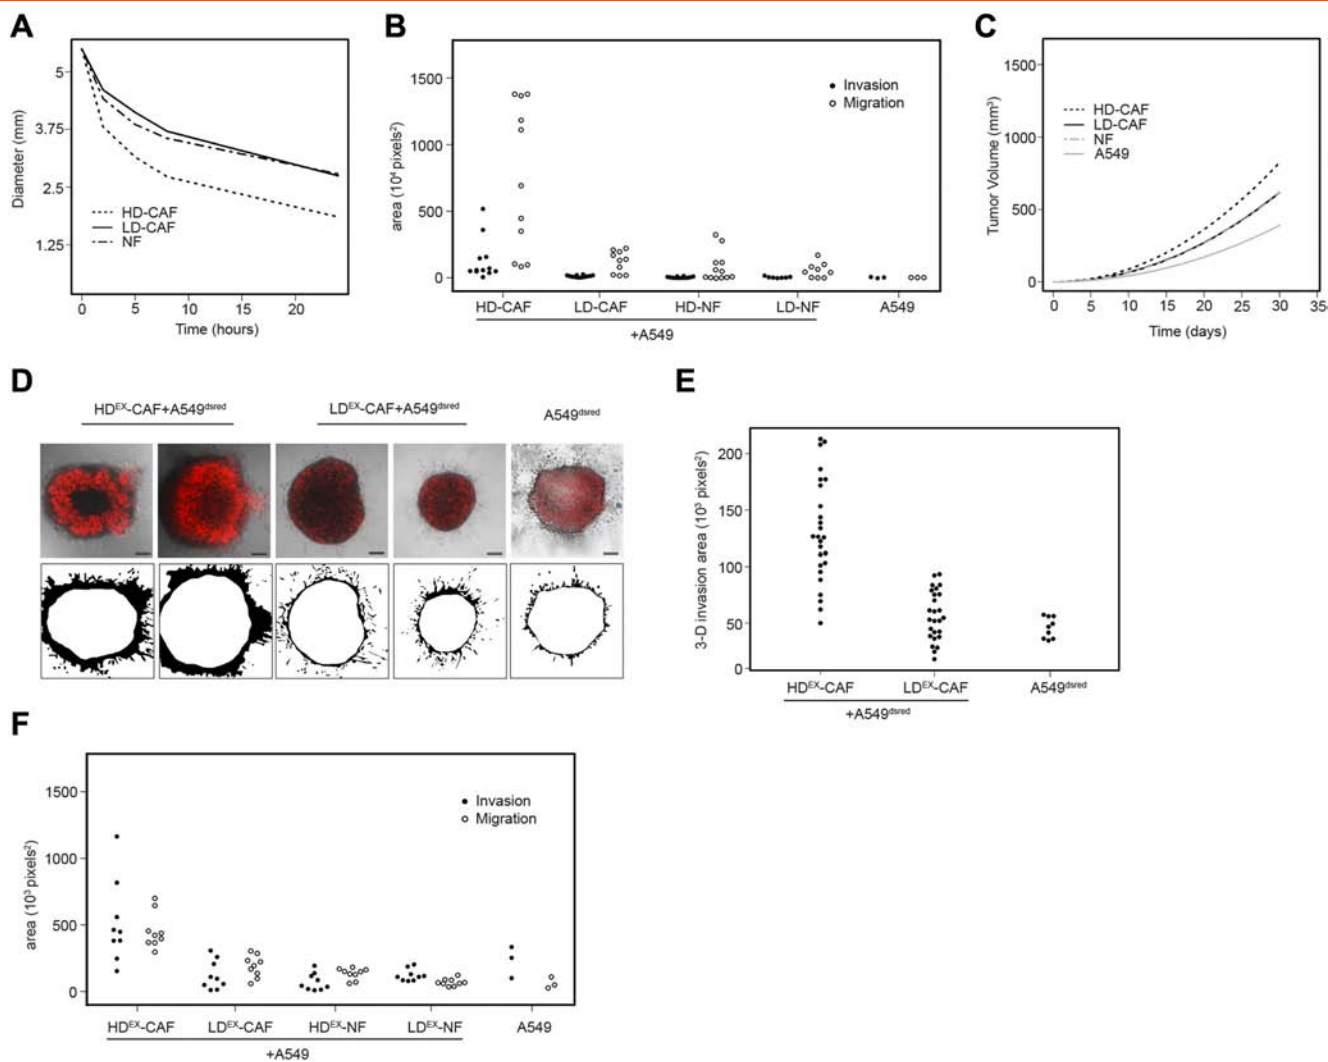 A
Diameter (mm)
5
3.75
2.5
1.25
HD-CAF
LD-CAF
NF
0 5 10 15 20
Time (hours)
B
area (10⁴ pixels²)
1500
1000
500
0
Invasion
Migration
HD-CAF LD-CAF HD-NF LD-NF A549
+A549
C
Tumor Volume (mm³)
1500
1000
500
0
HD-CAF
LD-CAF
NF
A549
0 5 10 15 20 25 30 35
Time (days)
D
HDᴱˣ-CAF+A549ᵈˢʳᵉᵈ LDᴱˣ-CAF+A549ᵈˢʳᵉᵈ A549ᵈˢʳᵉᵈ
E
3-D invasion area (10³ pixels²)
200
150
100
50
0
HDᴱˣ-CAF LDᴱˣ-CAF A549ᵈˢʳᵉᵈ
+A549ᵈˢʳᵉᵈ
F
area (10³ pixels²)
1500
1000
500
0
Invasion
Migration
HDᴱˣ-CAF LDᴱˣ-CAF HDᴱˣ-NF LDᴱˣ-NF A549
+A549